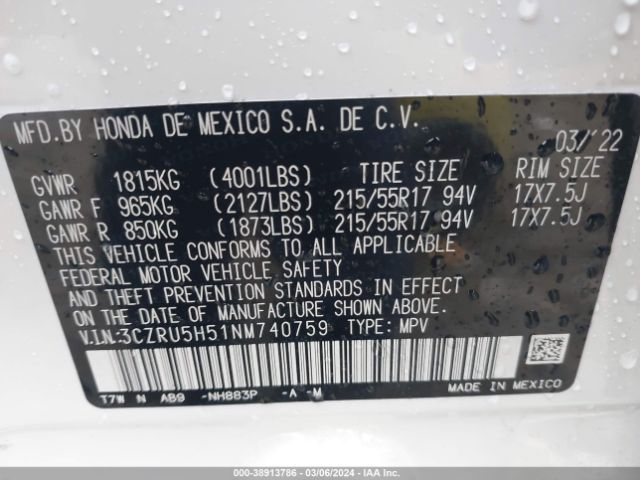 MFD. BY HONDA DE MEXICO S.A. DE C.V.
03/'22
GVWR 1815KG (4001LBS) TIRE SIZE RIM SIZE
GAWR F 965KG (2127LBS) 215/55R17 94V 17X7.5J
GAWR R 850KG (1873LBS) 215/55R17 94V 17X7.5J
THIS VEHICLE CONFORMS TO ALL APPLICABLE
FEDERAL MOTOR VEHICLE SAFETY
AND THEFT PREVENTION STANDARDS IN EFFECT
ON THE DATE OF MANUFACTURE SHOWN ABOVE.
V.I.N.:3CZRU5H51NM740759 TYPE: MPV
MADE IN MEXICO
T7W N AB9 -NH883P -A -M
000-38913786 - 03/06/2024 - IAA, Inc.